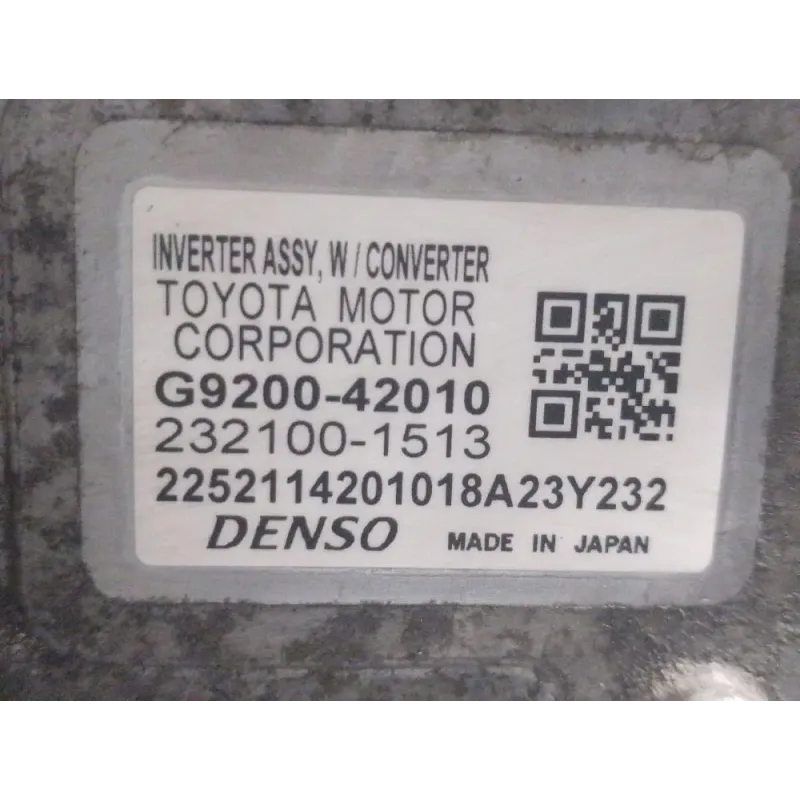 INVERTER ASSY, W / CONVERTER
TOYOTA MOTOR
CORPORATION
G9200-42010
232100-1513
2252114201018A23Y232
DENSO MADE IN JAPAN